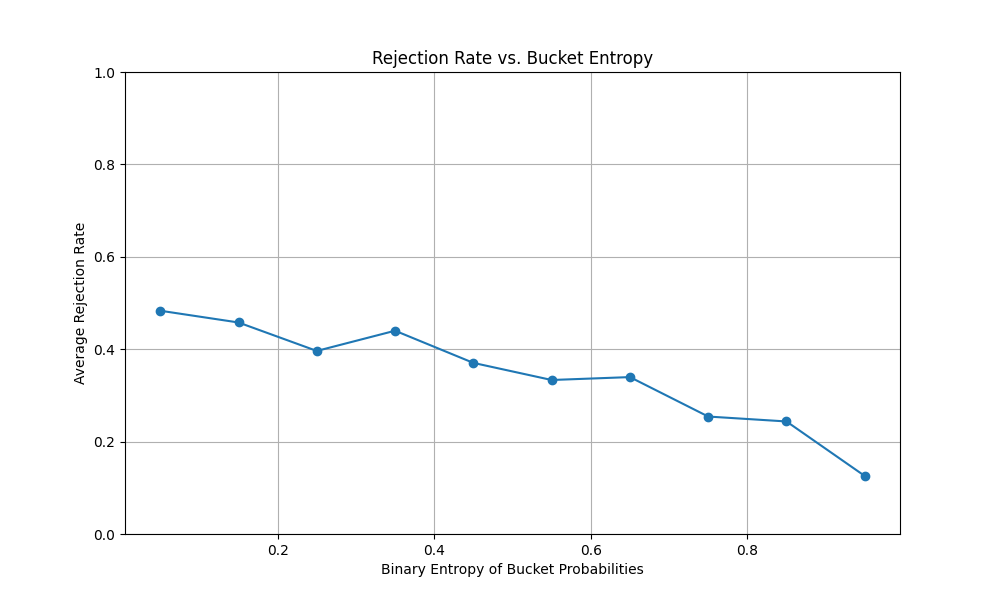 Rejection Rate vs. Bucket Entropy
1.0
0.8
0.6
0.4
0.2
0.0
Average Rejection Rate
0.2 0.4 0.6 0.8
Binary Entropy of Bucket Probabilities